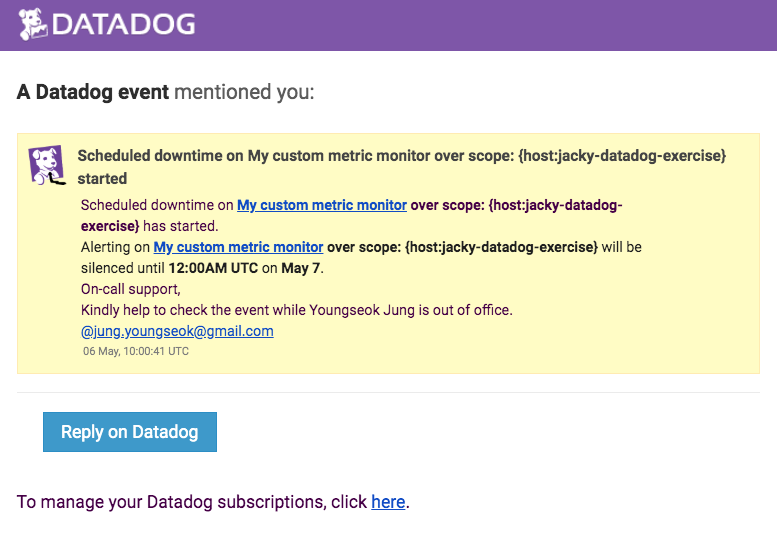 DATADOG
A Datadog event mentioned you:
Scheduled downtime on My custom metric monitor over scope: {host:jacky-datadog-exercise}
started
Scheduled downtime on My custom metric monitor over scope: {host:jacky-datadog-
exercise} has started.
Alerting on My custom metric monitor over scope: {host:jacky-datadog-exercise} will be
silenced until 12:00AM UTC on May 7.
On-call support,
Kindly help to check the event while Youngseok Jung is out of office.
@jung.youngseok@gmail.com
06 May, 10:00:41 UTC
Reply on Datadog
To manage your Datadog subscriptions, click here.